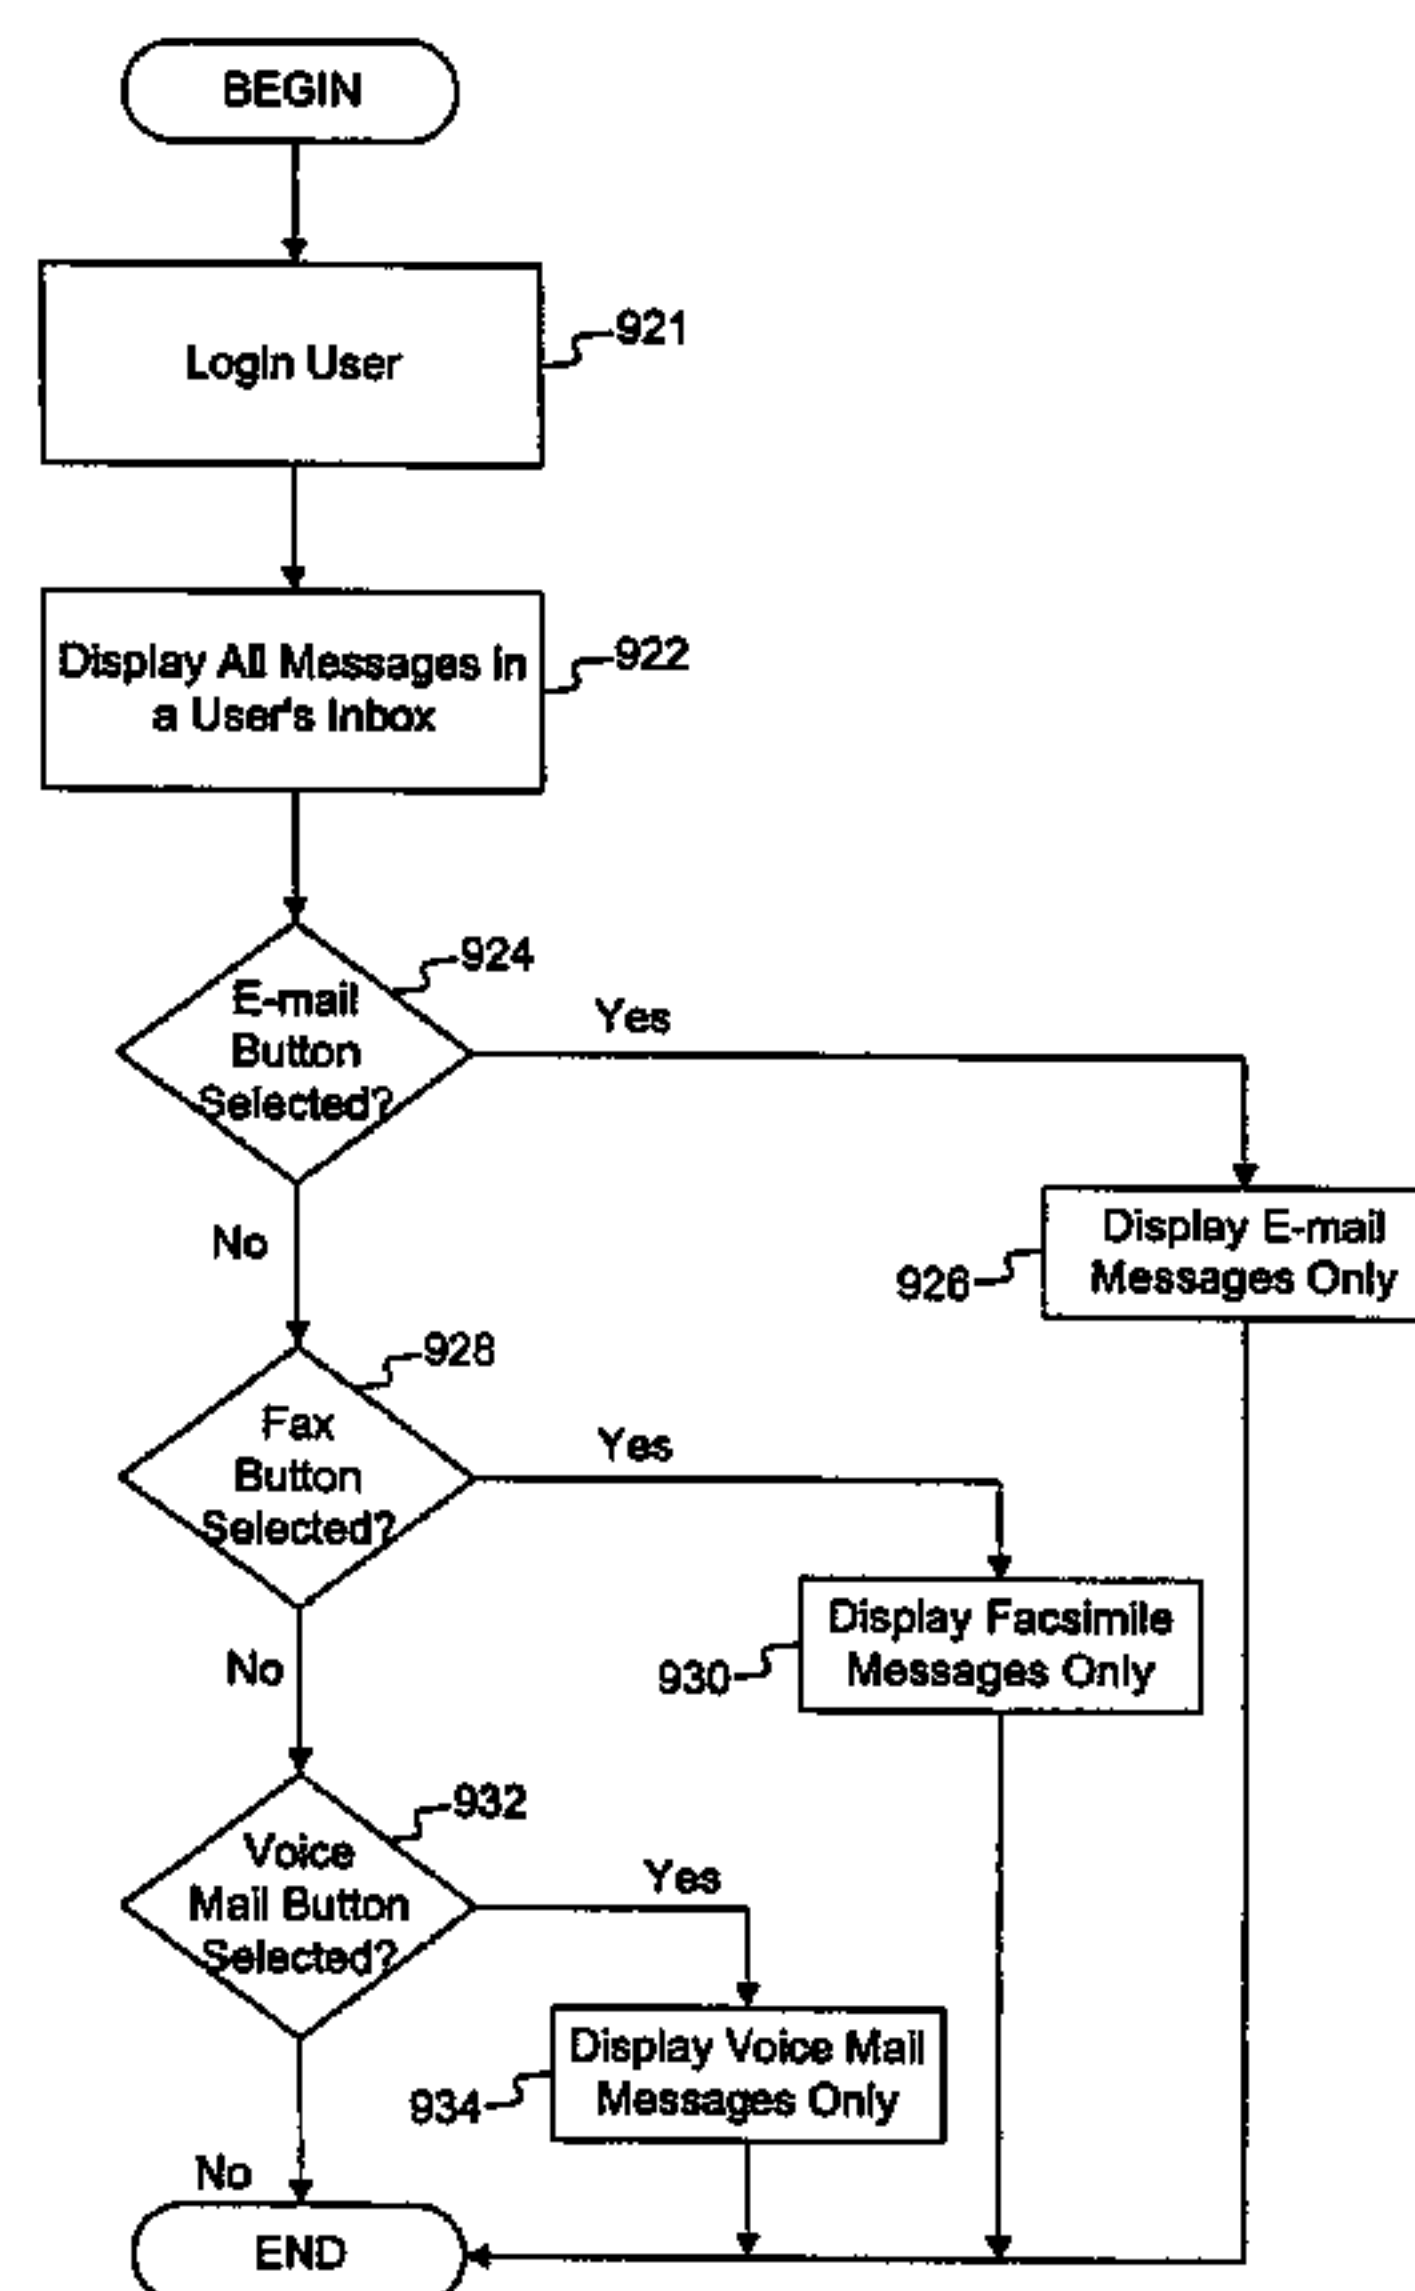 BEGIN
Login User
921
Display All Messages in
a User's Inbox
922
924
E-mail
Button
Selected?
Yes
No
Display E-mail
Messages Only
926
928
Fax
Button
Selected?
Yes
No
Display Facsimile
Messages Only
930
932
Voice
Mail Button
Selected?
Yes
Display Voice Mail
Messages Only
934
No
END